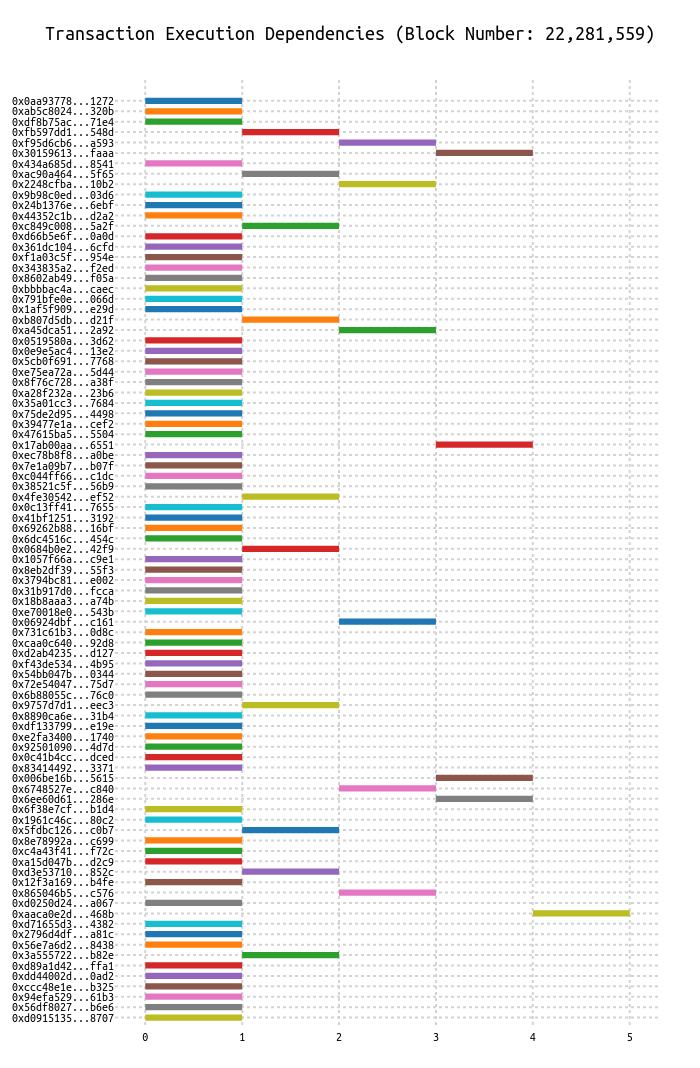 Transaction Execution Dependencies (Block Number: 22,281,559)
0x0aa93778...1272
0xab5c8024...320b
0xdf8b75ac...71e4
0xfb597dd1...548d
0xf95d6cb6...a593
0x30159613...faaa
0x434a685d...8541
0xac90a464...5f65
0x2248cfba...10b2
0x9b98c0ed...03d6
0x24b1376e...6ebf
0x44352c1b...d2a2
0xc849c008...5a2f
0xd66b5e6f...0a0d
0x361dc104...6cfd
0xf1a03c5f...954e
0x343835a2...f2ed
0x8602ab49...f05a
0xbbbbac4a...caec
0x791bfe0e...066d
0x1af5f909...e29d
0xb807d5db...d21f
0xa45dca51...2a92
0x0519580a...3d62
0x0e9e5ac4...13e2
0x5cb0f691...7768
0xe75ea72a...5d44
0x8f76c728...a38f
0xa28f232a...23b6
0x35a01cc3...7684
0x75de2d95...4498
0x39477e1a...cef2
0x47615ba5...5504
0x17ab00aa...6551
0xec78b8f8...a0be
0x7e1a09b7...b07f
0xc044ff66...c1dc
0x38521c5f...56b9
0x4fe30542...ef52
0x0c13ff41...7655
0x41bf1251...3192
0x69262b88...16bf
0x6dc4516c...454c
0x0684b0e2...42f9
0x1057f66a...c9e1
0x8eb2df39...55f3
0x3794bc81...e002
0x31b917d0...fcca
0x18b8aaa3...a74b
0xe70018e0...543b
0x06924dbf...c161
0x731c61b3...0d8c
0xcaa0c640...92d8
0xd2ab4235...d127
0xf43de534...4b95
0x54bb047b...0344
0x72e54047...75d7
0x6b88055c...76c0
0x9757d7d1...eec3
0x8890ca6e...31b4
0xdf133799...e19e
0xe2fa3400...1740
0x92501090...4d7d
0x0c41b4cc...dced
0x83414492...3371
0x006be16b...5615
0x6748527e...c840
0x6ee60d61...286e
0x6f38e7cf...b1d4
0x1961c46c...80c2
0x5fdbc126...c0b7
0x8e78992a...c699
0xc4a43f41...f72c
0xa15d047b...d2c9
0xd3e53710...852c
0x12f3a169...b4fe
0x865046b5...c576
0xd0250d24...a067
0xaaca0e2d...468b
0xd71655d3...4382
0x2796d4df...a81c
0x56e7a6d2...8438
0x3a555722...b82e
0xd89a1d42...ffa1
0xdd44002d...0ad2
0xccc48e1e...b325
0x94efa529...61b3
0x56df8027...b6e6
0xd0915135...8707
0 1 2 3 4 5